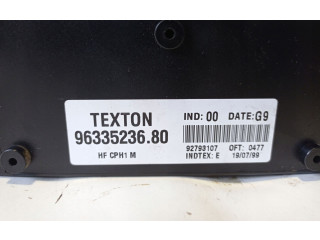 TEXTON IND: 00 DATE: G9
96335236.80
92793107 OFT: 0477
HF CPH1 M INDTEX: E 19/07/99